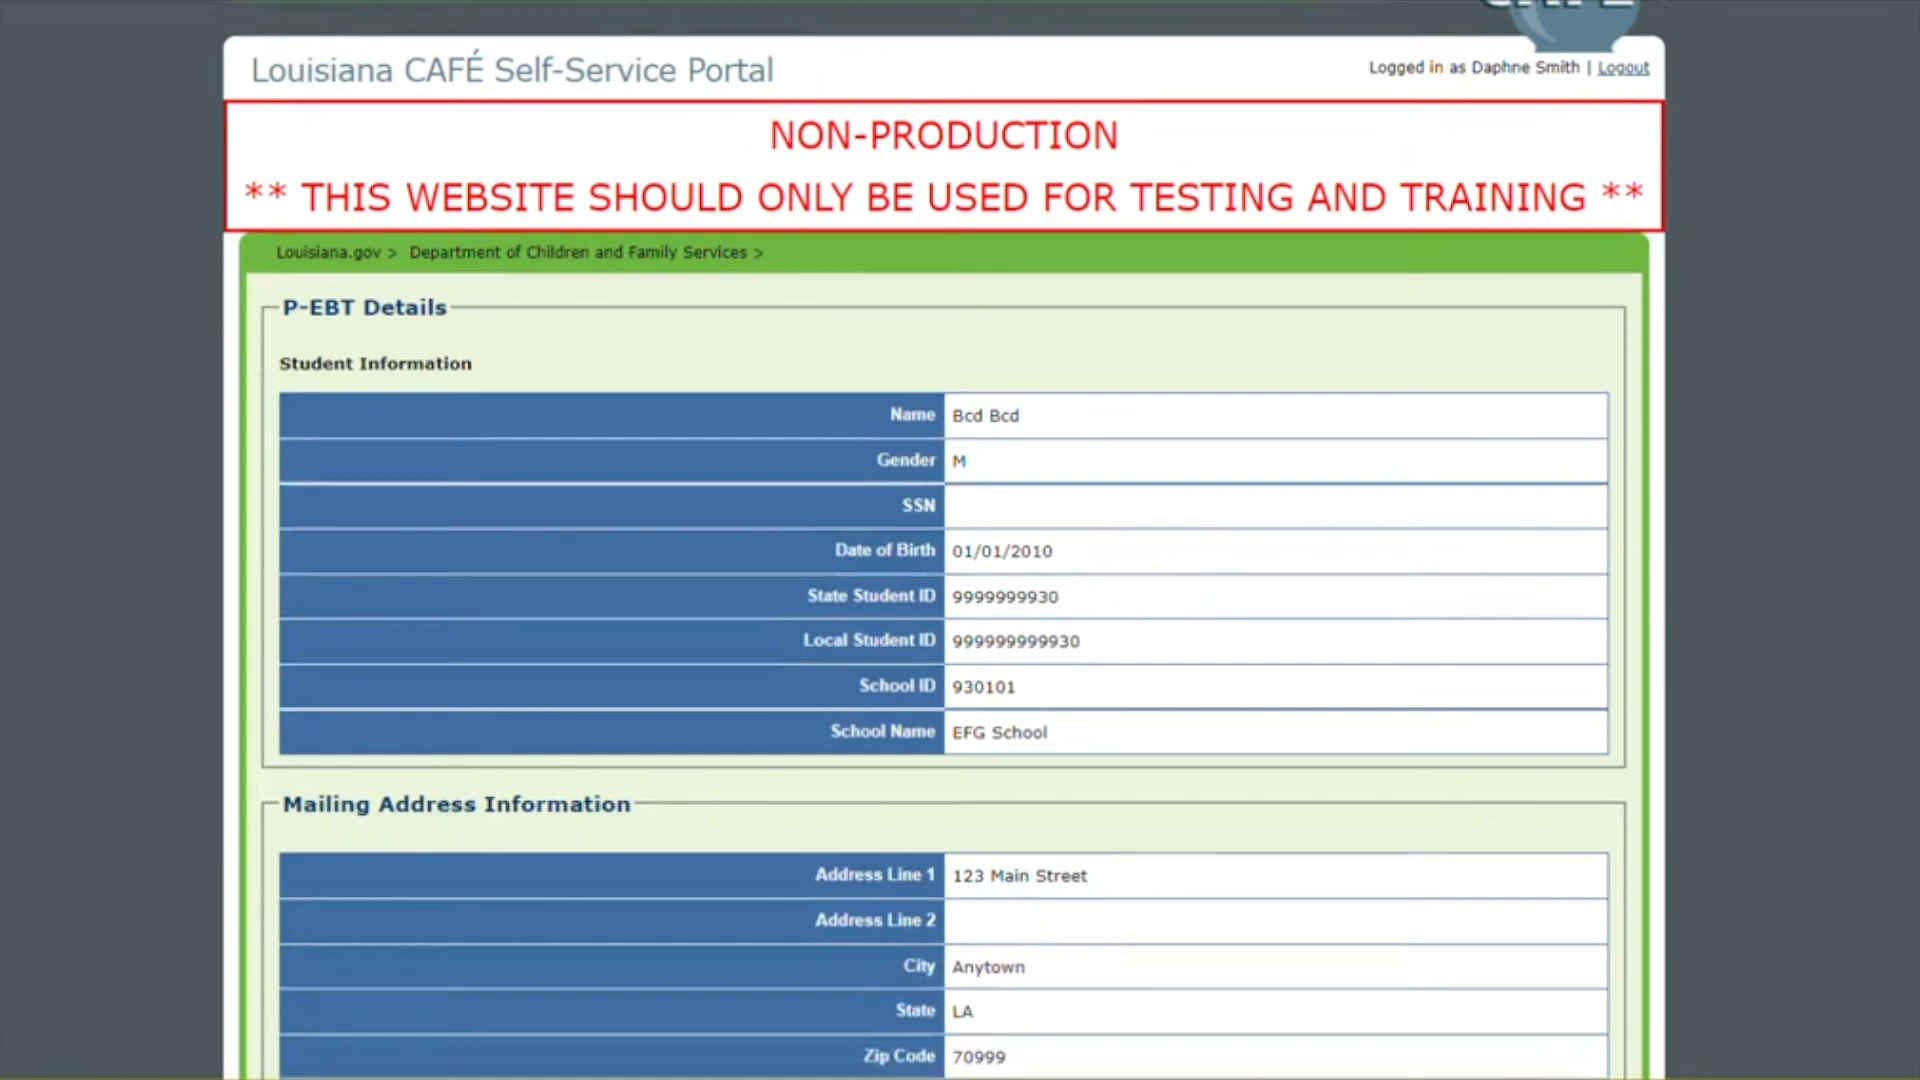 Louisiana CAFÉ Self-Service Portal
Logged in as Daphne Smith | Logout
NON-PRODUCTION
** THIS WEBSITE SHOULD ONLY BE USED FOR TESTING AND TRAINING **
Louisiana.gov > Department of Children and Family Services >
P-EBT Details
Student Information
Name Bcd Bcd
Gender M
SSN
Date of Birth 01/01/2010
State Student ID 9999999930
Local Student ID 999999999930
School ID 930101
School Name EFG School
Mailing Address Information
Address Line 1 123 Main Street
Address Line 2
City Anytown
State LA
Zip Code 70999